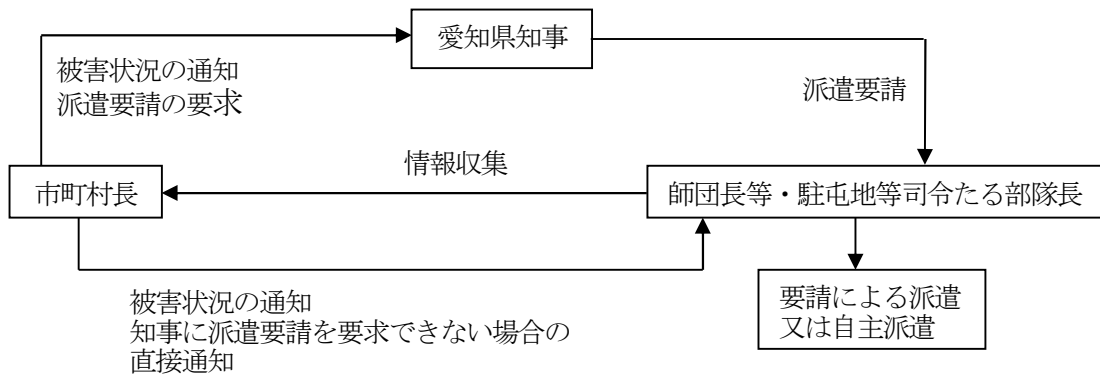 愛知県知事
被害状況の通知
派遣要請の要求
派遣要請
情報収集
市町村長
師団長等・駐屯地等司令たる部隊長
被害状況の通知
知事に派遣要請を要求できない場合の
直接通知
要請による派遣
又は自主派遣